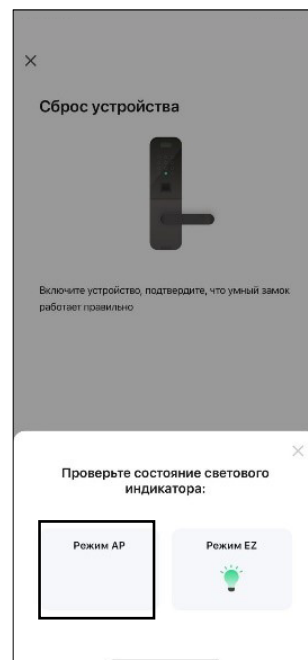 Сброс устройства
Включите устройство, подтвердите, что умный замок
работает правильно
Проверьте состояние светового
индикатора:
Режим AP
Режим EZ